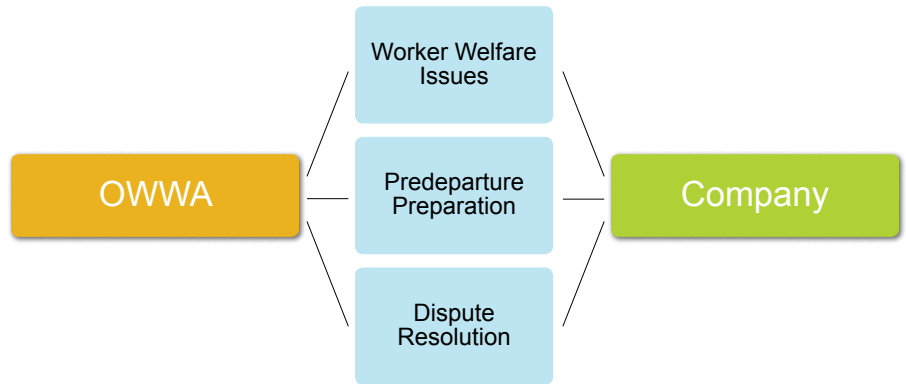 Worker Welfare
Issues
OWWA
Predeparture
Preparation
Company
Dispute
Resolution